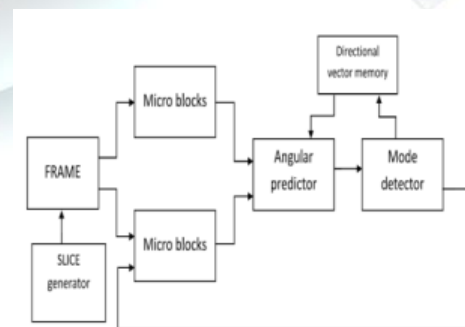 Directional
vector memory
Micro blocks
FRAME
Angular
predictor
Mode
detector
Micro blocks
SLICE
generator